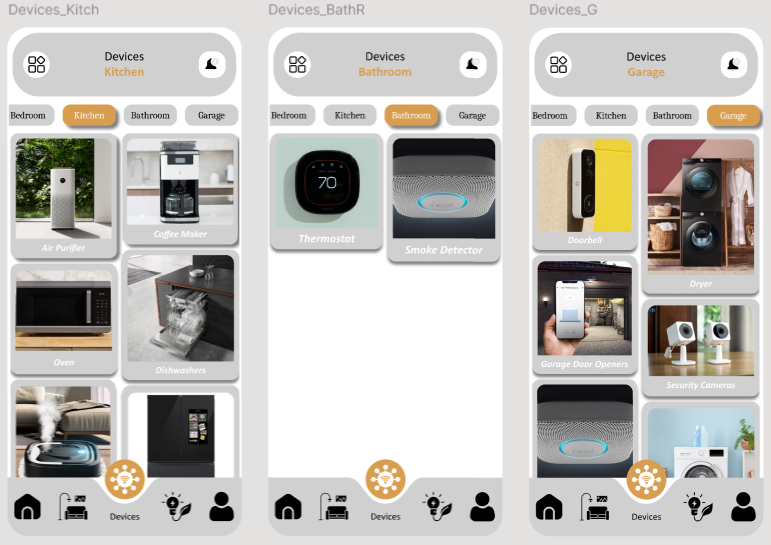 Devices_Kitch
Devices
Kitchen
Bedroom
Kitchen
Bathroom
Garage
Air Purifier
Coffee Maker
Oven
Dishwashers
Devices
Devices_BathR
Devices
Bathroom
Bedroom
Kitchen
Bathroom
Garage
70
Thermostat
Smoke Detector
Devices
Devices_G
Devices
Garage
Bedroom
Kitchen
Bathroom
Garage
Doorbell
Dryer
Garage Door Openers
Security Cameras
Devices